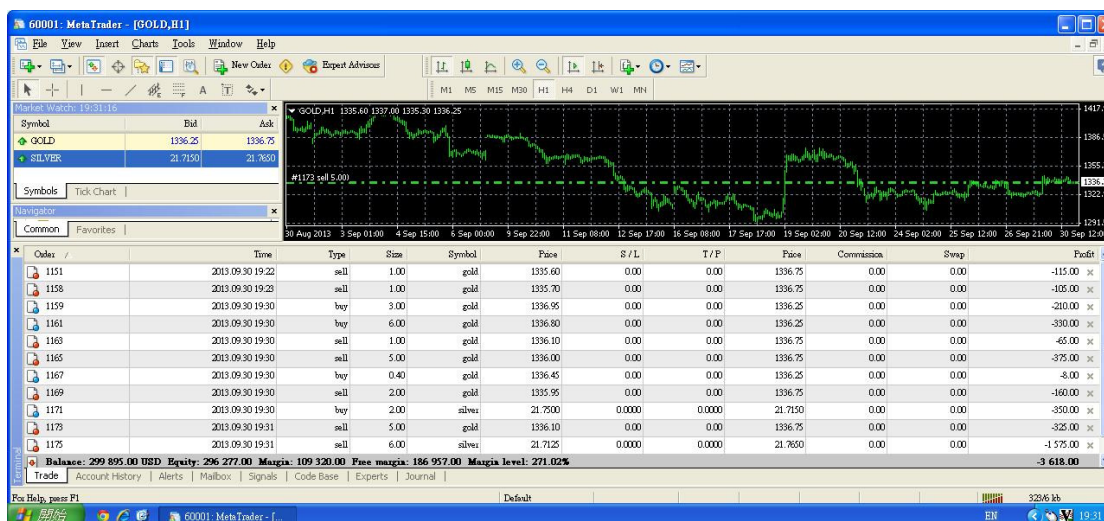 60001: MetaTrader - [GOLD,H1]
File View Insert Charts Tools Window Help
New Order Expert Advisors
A T M1 M5 M15 M30 H1 H4 D1 W1 MN
Market Watch: 19:31:16
Symbol Bid Ask
GOLD 1336.25 1336.75
SILVER 21.7150 21.7650
Symbols Tick Chart
Navigator
Common Favorites
GOLD,H1 1335.60 1337.00 1335.30 1336.25
#1173 sell 5.00
30 Aug 2013 3 Sep 01:00 4 Sep 15:00 6 Sep 00:00 9 Sep 22:00 11 Sep 08:00 12 Sep 17:00 16 Sep 08:00 17 Sep 17:00 19 Sep 02:00 20 Sep 12:00 24 Sep 02:00 25 Sep 12:00 26 Sep 21:00 30 Sep 12:00
Order Time Type Size Symbol Price S / L T / P Price Commission Swap Profit
1151 2013.09.30 19:22 sell 1.00 gold 1335.60 0.00 0.00 1336.75 0.00 0.00 -115.00
1158 2013.09.30 19:23 sell 1.00 gold 1335.70 0.00 0.00 1336.75 0.00 0.00 -105.00
1159 2013.09.30 19:30 buy 3.00 gold 1336.95 0.00 0.00 1336.25 0.00 0.00 -210.00
1161 2013.09.30 19:30 buy 6.00 gold 1336.80 0.00 0.00 1336.25 0.00 0.00 -330.00
1163 2013.09.30 19:30 sell 1.00 gold 1336.10 0.00 0.00 1336.75 0.00 0.00 -65.00
1165 2013.09.30 19:30 sell 5.00 gold 1336.00 0.00 0.00 1336.75 0.00 0.00 -375.00
1167 2013.09.30 19:30 buy 0.40 gold 1336.45 0.00 0.00 1336.25 0.00 0.00 -8.00
1169 2013.09.30 19:30 sell 2.00 gold 1335.95 0.00 0.00 1336.75 0.00 0.00 -160.00
1171 2013.09.30 19:30 buy 2.00 silver 21.7500 0.0000 0.0000 21.7150 0.00 0.00 -350.00
1173 2013.09.30 19:31 sell 5.00 gold 1336.10 0.00 0.00 1336.75 0.00 0.00 -325.00
1175 2013.09.30 19:31 sell 6.00 silver 21.7125 0.0000 0.0000 21.7650 0.00 0.00 -1 575.00
Balance: 299 895.00 USD Equity: 296 277.00 Margin: 109 320.00 Free margin: 186 957.00 Margin level: 271.02% -3 618.00
Terminal
Trade Account History Alerts Mailbox Signals Code Base Experts Journal
For Help, press F1 Default 323/6 kb
開始 60001: MetaTrader - [... EN 19:31